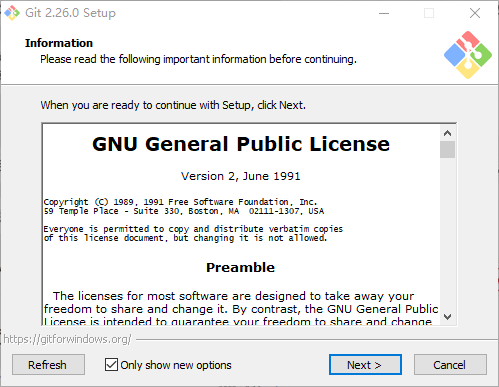 Git 2.26.0 Setup
Information
Please read the following important information before continuing.
When you are ready to continue with Setup, click Next.
GNU General Public License
Version 2, June 1991
Copyright (C) 1989, 1991 Free Software Foundation, Inc.
59 Temple Place - Suite 330, Boston, MA  02111-1307, USA
Everyone is permitted to copy and distribute verbatim copies
of this license document, but changing it is not allowed.
Preamble
The licenses for most software are designed to take away your
freedom to share and change it. By contrast, the GNU General Public
License is intended to guarantee your freedom to share and change
https://gitforwindows.org/
Refresh
Only show new options
Next >
Cancel